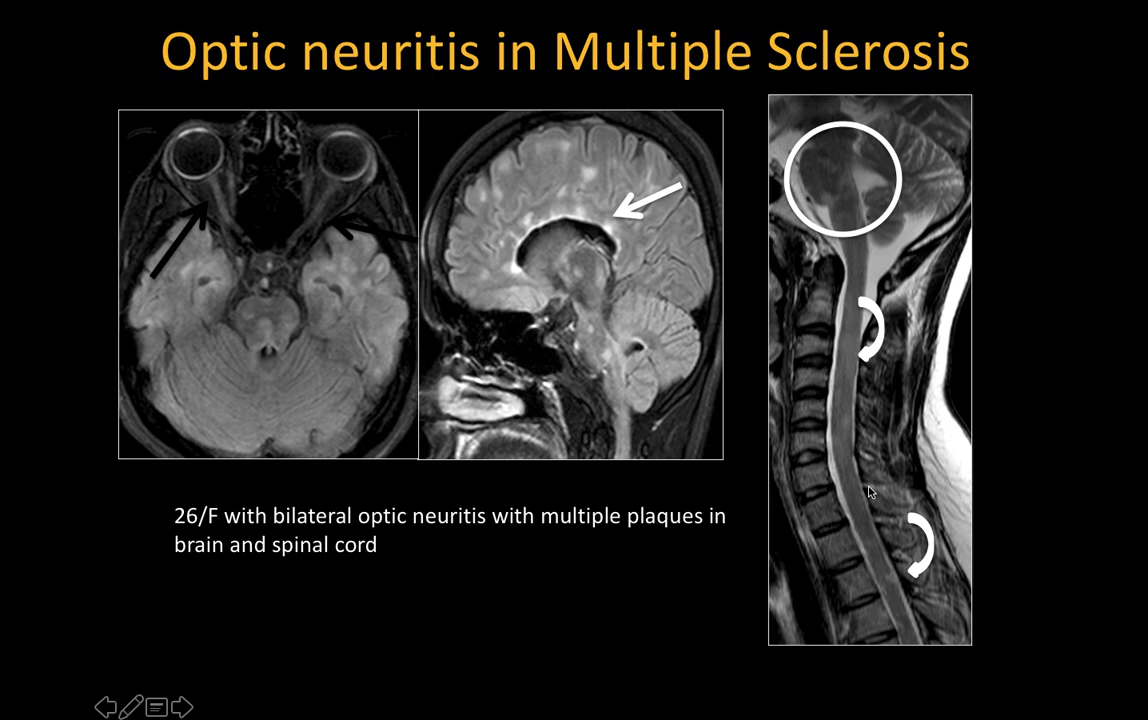 Optic neuritis in Multiple Sclerosis
26/F with bilateral optic neuritis with multiple plaques in
brain and spinal cord